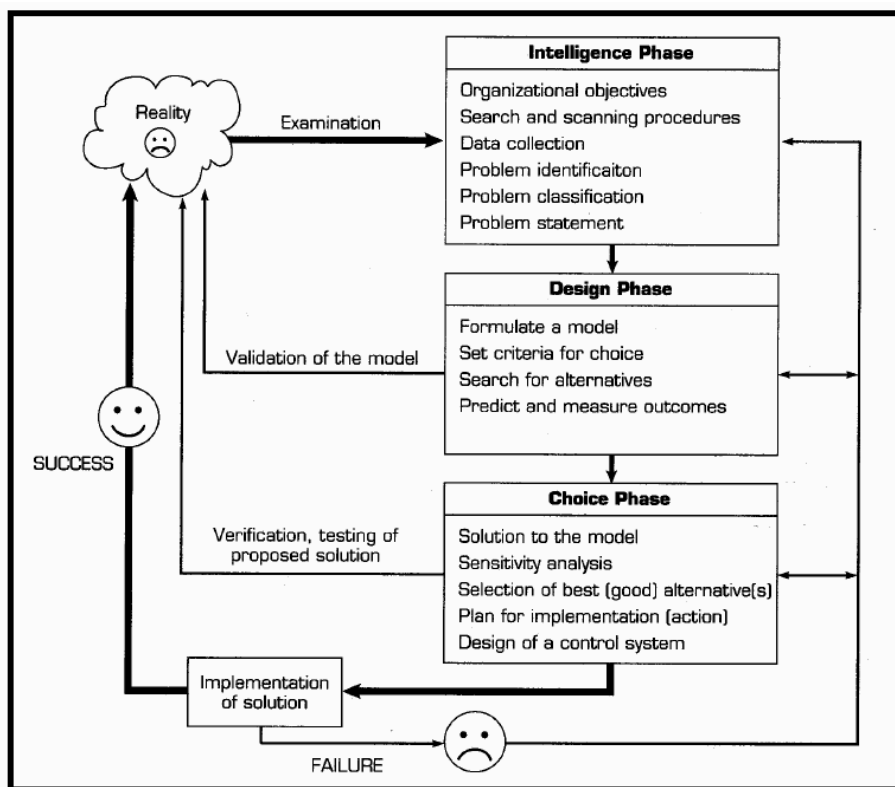 Intelligence Phase
Organizational objectives
Search and scanning procedures
Data collection
Problem identificaiton
Problem classification
Problem statement
Reality
Examination
Design Phase
Formulate a model
Set criteria for choice
Search for alternatives
Predict and measure outcomes
Validation of the model
SUCCESS
Choice Phase
Solution to the model
Sensitivity analysis
Selection of best (good) alternative(s)
Plan for implementation (action)
Design of a control system
Verification, testing of
proposed solution
Implementation
of solution
FAILURE